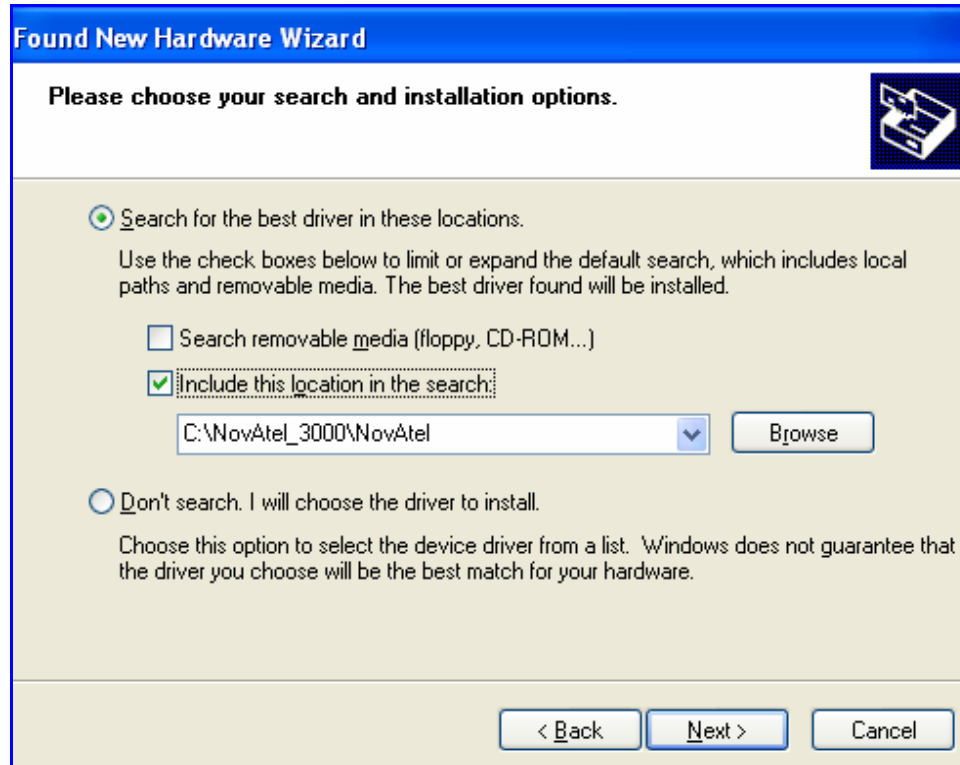 Found New Hardware Wizard
Please choose your search and installation options.
Search for the best driver in these locations.
Use the check boxes below to limit or expand the default search, which includes local
paths and removable media. The best driver found will be installed.
Search removable media (floppy, CD-ROM...)
Include this location in the search:
C:\NovAtel_3000\NovAtel
Browse
Don't search. I will choose the driver to install.
Choose this option to select the device driver from a list. Windows does not guarantee that
the driver you choose will be the best match for your hardware.
< Back Next > Cancel